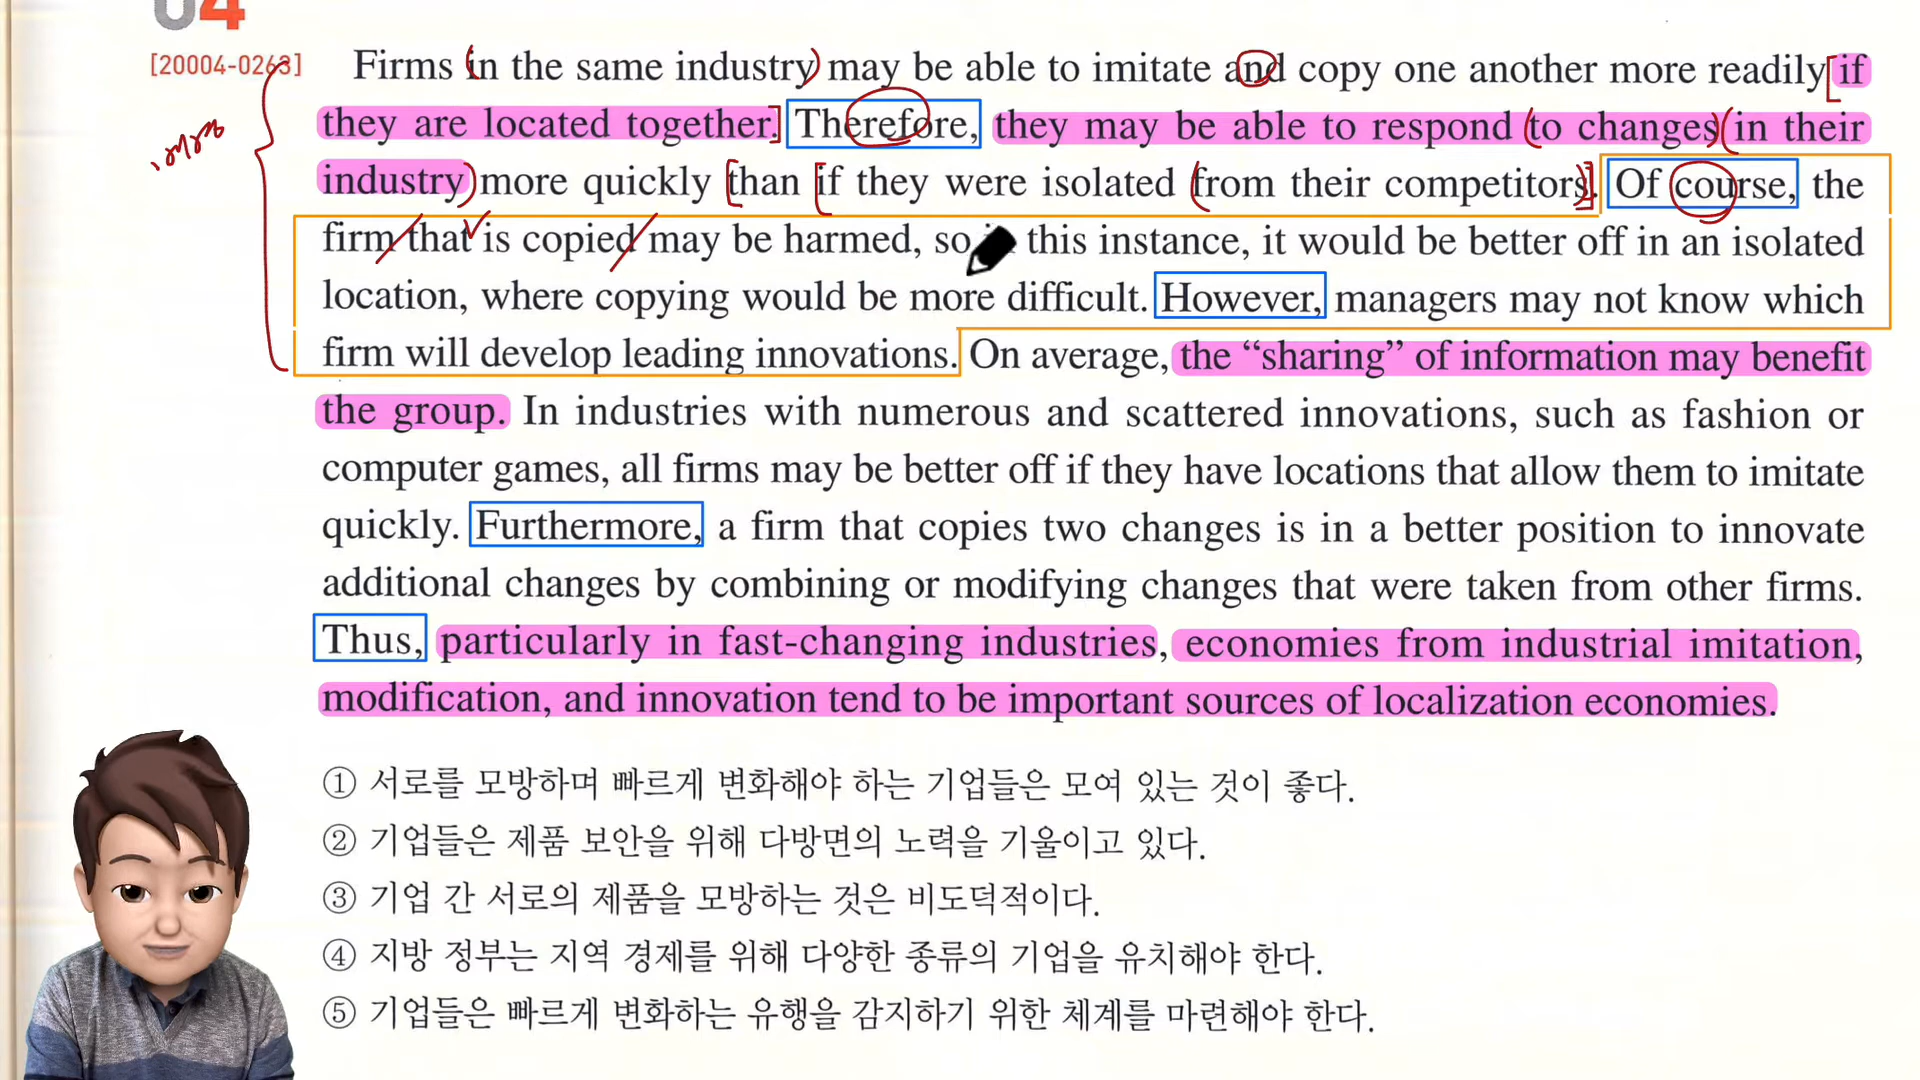 04
[20004-0263]
Firms in the same industry may be able to imitate and copy one another more readily if
they are located together. Therefore, they may be able to respond to changes in their
industry more quickly than if they were isolated from their competitors. Of course, the
firm that is copied may be harmed, so in this instance, it would be better off in an isolated
location, where copying would be more difficult. However, managers may not know which
firm will develop leading innovations. On average, the “sharing” of information may benefit
the group. In industries with numerous and scattered innovations, such as fashion or
computer games, all firms may be better off if they have locations that allow them to imitate
quickly. Furthermore, a firm that copies two changes is in a better position to innovate
additional changes by combining or modifying changes that were taken from other firms.
Thus, particularly in fast-changing industries, economies from industrial imitation,
modification, and innovation tend to be important sources of localization economies.
① 서로를 모방하며 빠르게 변화해야 하는 기업들은 모여 있는 것이 좋다.
② 기업들은 제품 보안을 위해 다방면의 노력을 기울이고 있다.
③ 기업 간 서로의 제품을 모방하는 것은 비도덕적이다.
④ 지방 정부는 지역 경제를 위해 다양한 종류의 기업을 유치해야 한다.
⑤ 기업들은 빠르게 변화하는 유행을 감지하기 위한 체계를 마련해야 한다.